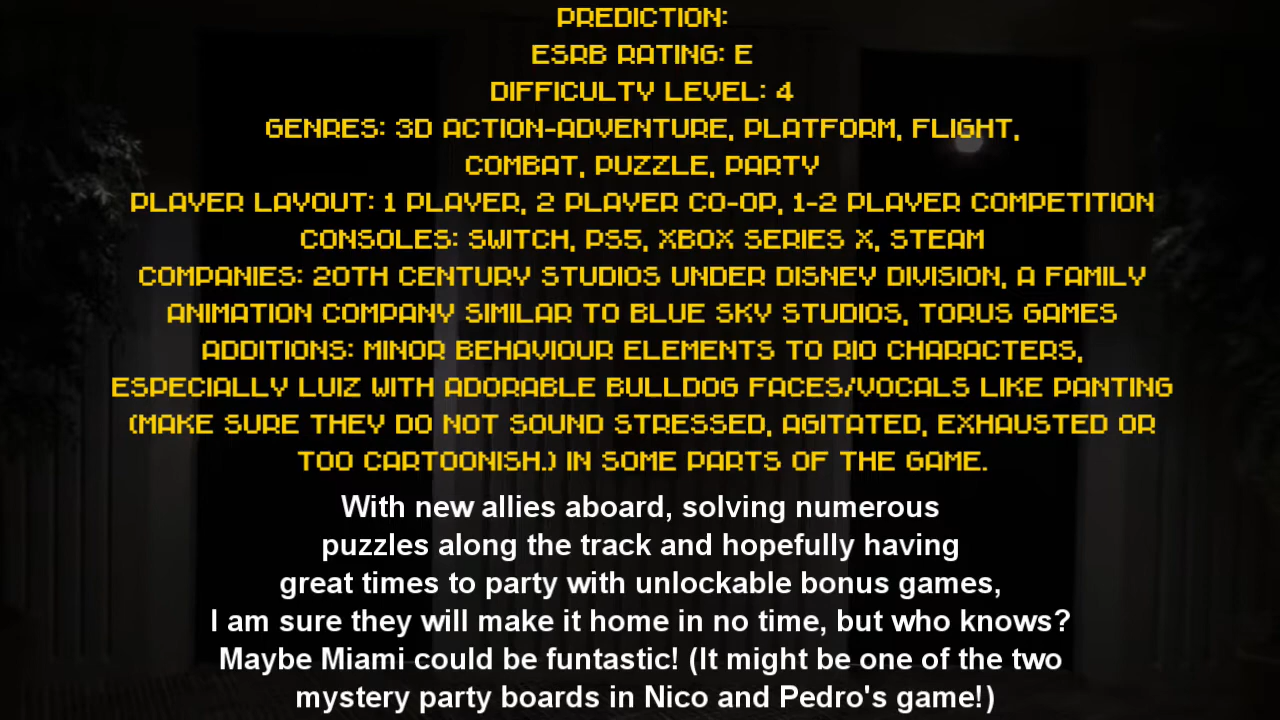 PREDICTION:
ESRB RATING: E
DIFFICULTY LEVEL: 4
GENRES: 3D ACTION-ADVENTURE, PLATFORM, FLIGHT,
COMBAT, PUZZLE, PARTY
PLAYER LAYOUT: 1 PLAYER, 2 PLAYER CO-OP, 1-2 PLAYER COMPETITION
CONSOLES: SWITCH, PS5, XBOX SERIES X, STEAM
COMPANIES: 20TH CENTURY STUDIOS UNDER DISNEY DIVISION, A FAMILY
ANIMATION COMPANY SIMILAR TO BLUE SKY STUDIOS, TORUS GAMES
ADDITIONS: MINOR BEHAVIOUR ELEMENTS TO RIO CHARACTERS,
ESPECIALLY LUIZ WITH ADORABLE BULLDOG FACES/VOCALS LIKE PANTING
(MAKE SURE THEY DO NOT SOUND STRESSED, AGITATED, EXHAUSTED OR
TOO CARTOONISH.) IN SOME PARTS OF THE GAME.
With new allies aboard, solving numerous
puzzles along the track and hopefully having
great times to party with unlockable bonus games,
I am sure they will make it home in no time, but who knows?
Maybe Miami could be funtastic! (It might be one of the two
mystery party boards in Nico and Pedro's game!)